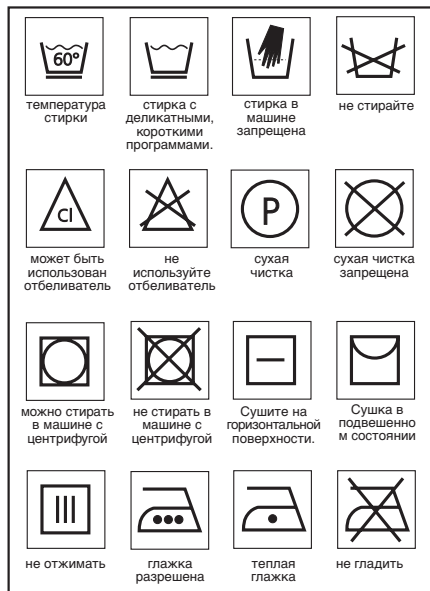 60°
температура
стирки
стирка с
деликатными,
короткими
программами.
стирка в
машине
запрещена
не стирайте
Cl
может быть
использован
отбеливатель
не
используйте
отбеливатель
P
сухая
чистка
сухая чистка
запрещена
можно стирать
в машине с
центрифугой
не стирать в
машине с
центрифугой
Сушите на
горизонтальной
поверхности.
Сушка в
подвешенно
м состоянии
не отжимать
глажка
разрешена
теплая
глажка
не гладить